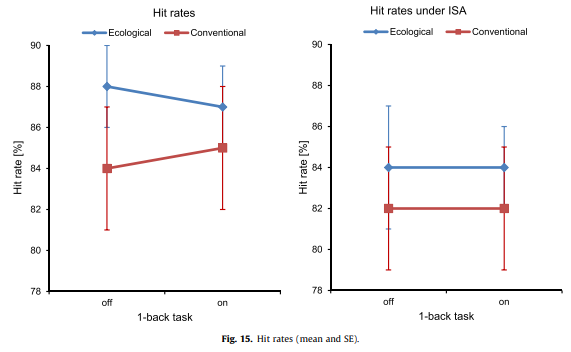 Hit rates
Ecological
Conventional
90
88
86
84
82
80
78
Hit rate [%]
off
on
1-back task
Hit rates under ISA
Ecological
Conventional
90
88
86
84
82
80
78
Hit rate [%]
off
on
1-back task
Fig. 15. Hit rates (mean and SE).